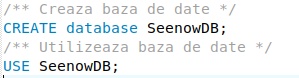 /** Creaza baza de date */
CREATE database SeenowDB;
/** Utilizeaza baza de date */
USE SeenowDB;